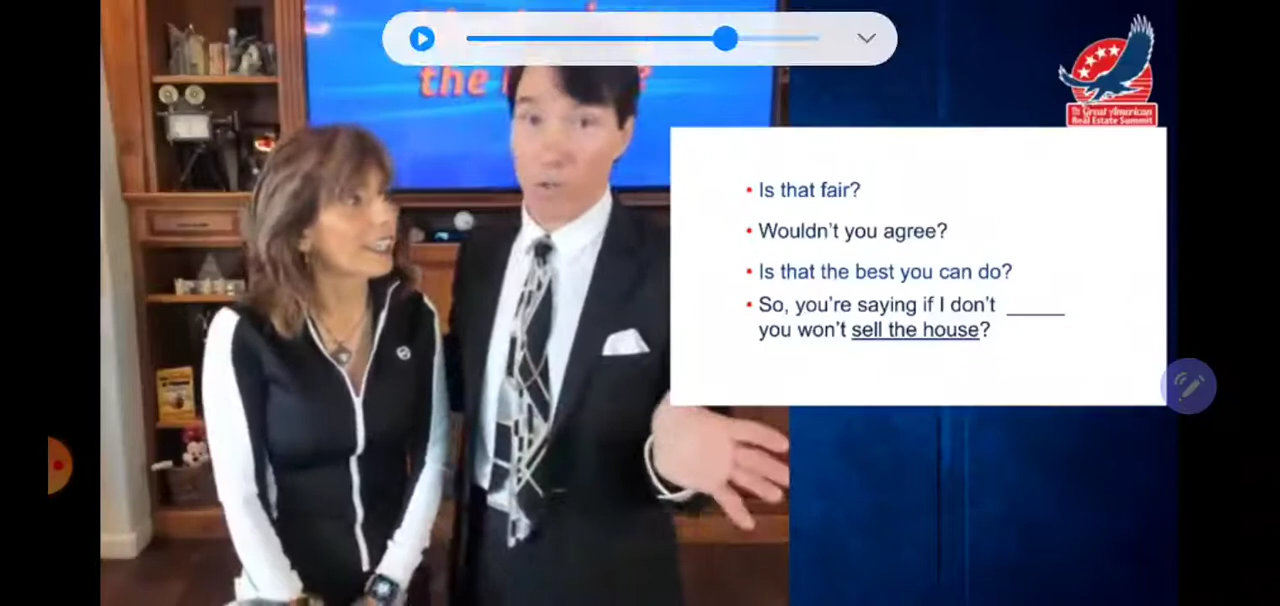 the
The Great American
Real Estate Summit
• Is that fair?
• Wouldn't you agree?
• Is that the best you can do?
• So, you're saying if I don't _____
you won't sell the house?